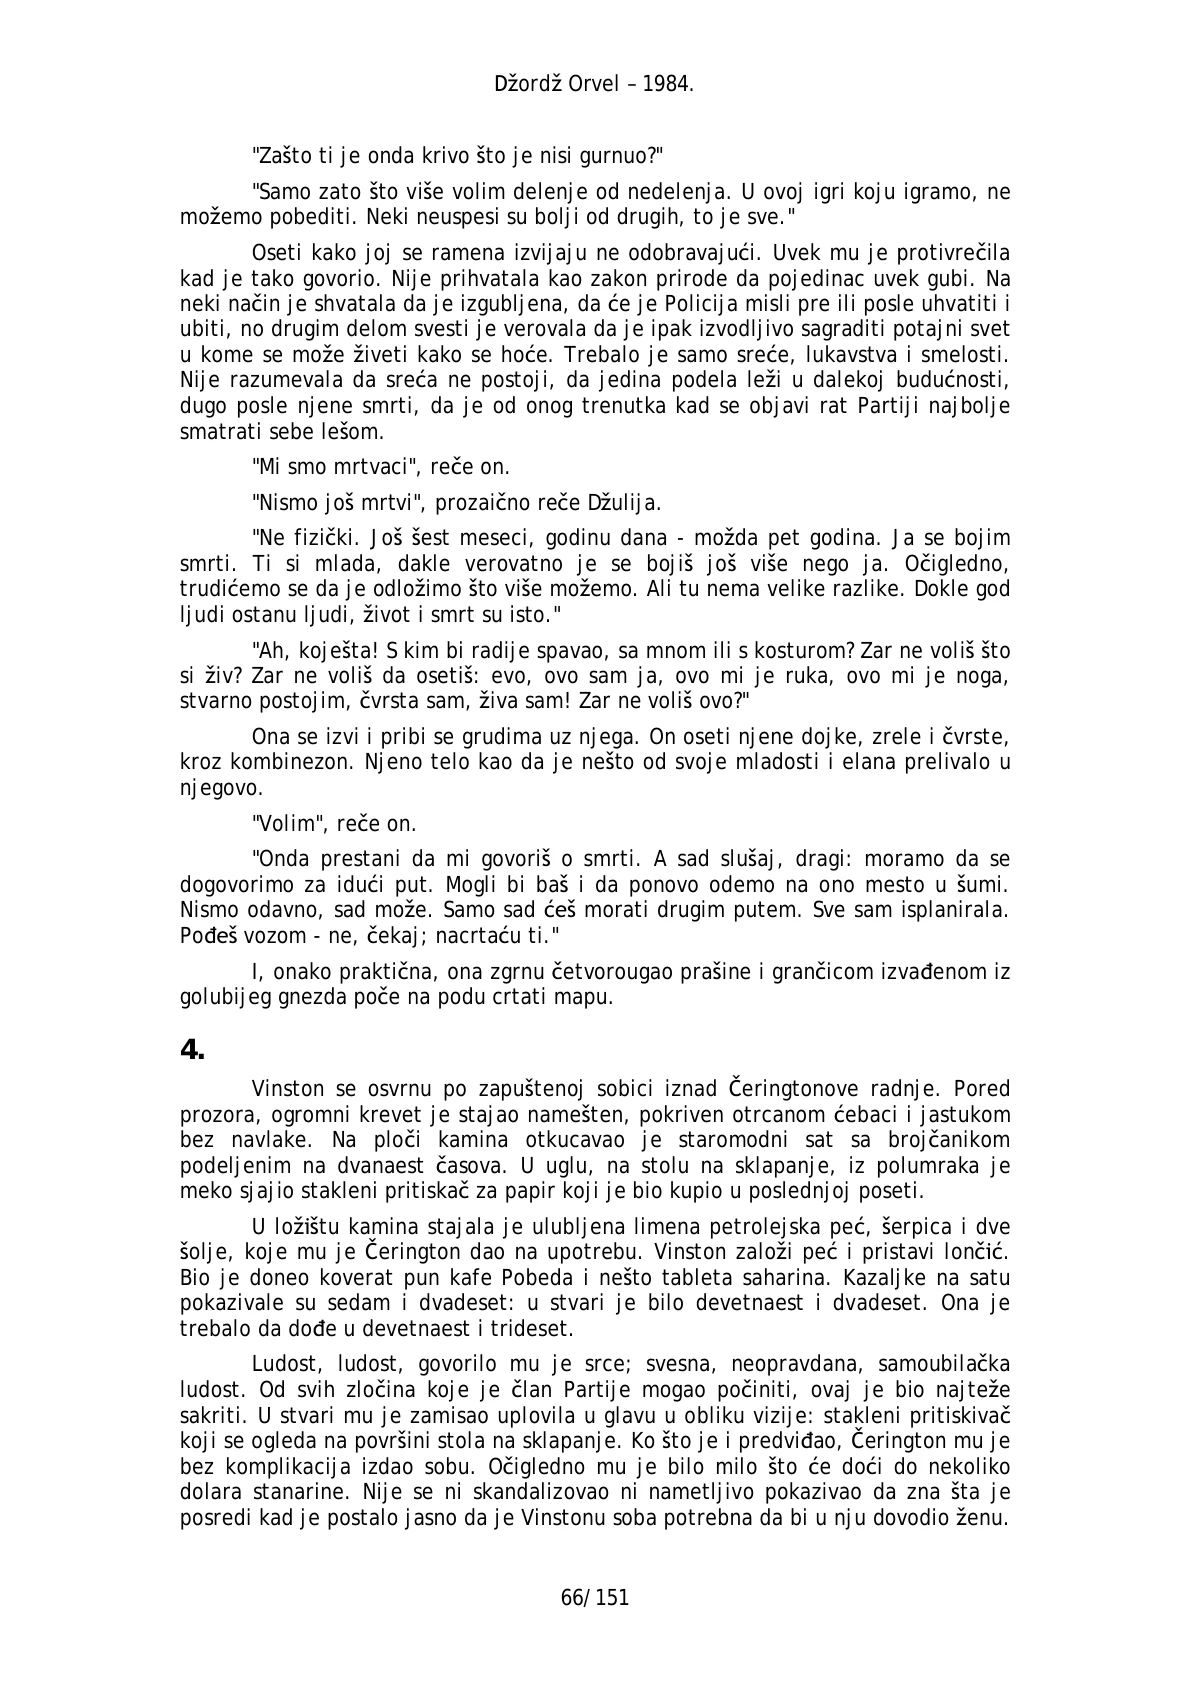 Džordž Orvel – 1984.
"Zašto ti je onda krivo što je nisi gurnuo?"
"Samo zato što više volim delenje od nedelenja. U ovoj igri koju igramo, ne
možemo pobediti. Neki neuspesi su bolji od drugih, to je sve."
Oseti kako joj se ramena izvijaju ne odobravajući. Uvek mu je protivrečila
kad je tako govorio. Nije prihvatala kao zakon prirode da pojedinac uvek gubi. Na
neki način je shvatala da je izgubljena, da će je Policija misli pre ili posle uhvatiti i
ubiti, no drugim delom svesti je verovala da je ipak izvodljivo sagraditi potajni svet
u kome se može živeti kako se hoće. Trebalo je samo sreće, lukavstva i smelosti.
Nije razumevala da sreća ne postoji, da jedina podela leži u dalekoj budućnosti,
dugo posle njene smrti, da je od onog trenutka kad se objavi rat Partiji najbolje
smatrati sebe lešom.
"Mi smo mrtvaci", reče on.
"Nismo još mrtvi", prozaično reče Džulija.
"Ne fizički. Još šest meseci, godinu dana - možda pet godina. Ja se bojim
smrti. Ti si mlada, dakle verovatno je se bojiš još više nego ja. Očigledno,
trudićemo se da je odložimo što više možemo. Ali tu nema velike razlike. Dokle god
ljudi ostanu ljudi, život i smrt su isto."
"Ah, koješta! S kim bi radije spavao, sa mnom ili s kosturom? Zar ne voliš što
si živ? Zar ne voliš da osetiš: evo, ovo sam ja, ovo mi je ruka, ovo mi je noga,
stvarno postojim, čvrsta sam, živa sam! Zar ne voliš ovo?"
Ona se izvi i pribi se grudima uz njega. On oseti njene dojke, zrele i čvrste,
kroz kombinezon. Njeno telo kao da je nešto od svoje mladosti i elana prelivalo u
njegovo.
"Volim", reče on.
"Onda prestani da mi govoriš o smrti. A sad slušaj, dragi: moramo da se
dogovorimo za idući put. Mogli bi baš i da ponovo odemo na ono mesto u šumi.
Nismo odavno, sad može. Samo sad ćeš morati drugim putem. Sve sam isplanirala.
Pođeš vozom - ne, čekaj; nacrtaću ti."
I, onako praktična, ona zgrnu četvorougao prašine i grančicom izvađenom iz
golubijeg gnezda poče na podu crtati mapu.
4.
Vinston se osvrnu po zapuštenoj sobici iznad Čeringtonove radnje. Pored
prozora, ogromni krevet je stajao namešten, pokriven otrcanom ćebaci i jastukom
bez navlake. Na ploči kamina otkucavao je staromodni sat sa brojčanikom
podeljenim na dvanaest časova. U uglu, na stolu na sklapanje, iz polumraka je
meko sjajio stakleni pritiskač za papir koji je bio kupio u poslednjoj poseti.
U ložištu kamina stajala je ulubljena limena petrolejska peć, šerpica i dve
šolje, koje mu je Čerington dao na upotrebu. Vinston založi peć i pristavi lončić.
Bio je doneo koverat pun kafe Pobeda i nešto tableta saharina. Kazaljke na satu
pokazivale su sedam i dvadeset: u stvari je bilo devetnaest i dvadeset. Ona je
trebalo da dođe u devetnaest i trideset.
Ludost, ludost, govorilo mu je srce; svesna, neopravdana, samoubilačka
ludost. Od svih zločina koje je član Partije mogao počiniti, ovaj je bio najteže
sakriti. U stvari mu je zamisao uplovila u glavu u obliku vizije: stakleni pritiskivač
koji se ogleda na površini stola na sklapanje. Ko što je i predviđao, Čerington mu je
bez komplikacija izdao sobu. Očigledno mu je bilo milo što će doći do nekoliko
dolara stanarine. Nije se ni skandalizovao ni nametljivo pokazivao da zna šta je
posredi kad je postalo jasno da je Vinstonu soba potrebna da bi u nju dovodio ženu.
66/151